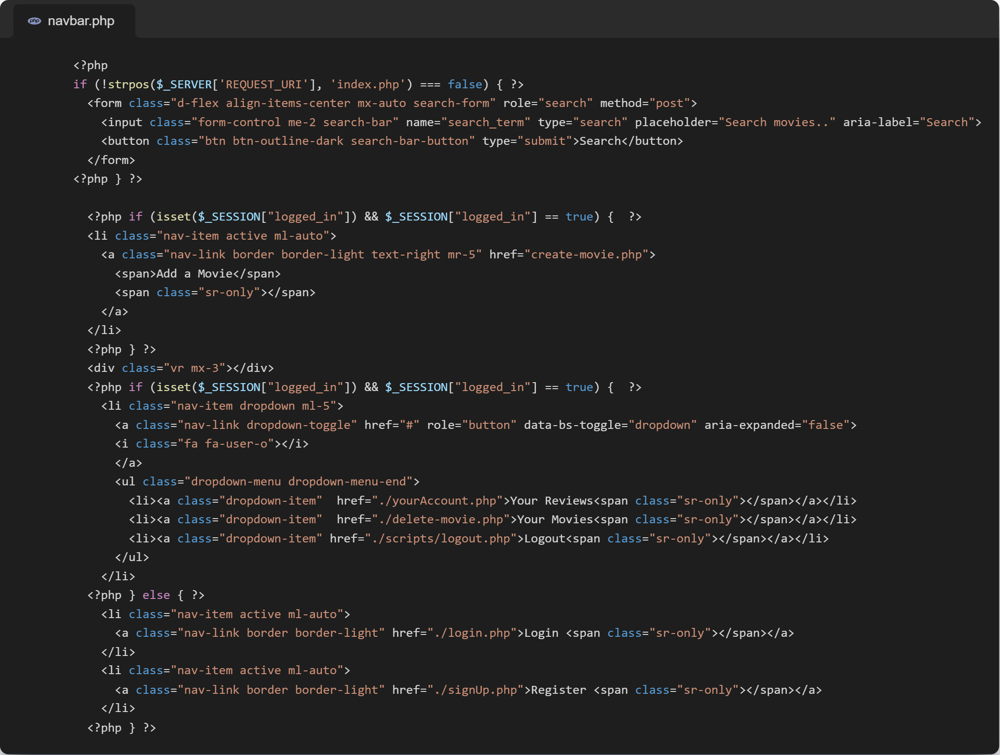 php navbar.php
<?php
if (!strpos($_SERVER['REQUEST_URI'], 'index.php') === false) { ?>
  <form class="d-flex align-items-center mx-auto search-form" role="search" method="post">
    <input class="form-control me-2 search-bar" name="search_term" type="search" placeholder="Search movies.." aria-label="Search">
    <button class="btn btn-outline-dark search-bar-button" type="submit">Search</button>
  </form>
<?php } ?>

  <?php if (isset($_SESSION["logged_in"]) && $_SESSION["logged_in"] == true) {  ?>
  <li class="nav-item active ml-auto">
    <a class="nav-link border border-light text-right mr-5" href="create-movie.php">
      <span>Add a Movie</span>
      <span class="sr-only"></span>
    </a>
  </li>
  <?php } ?>
  <div class="vr mx-3"></div>
  <?php if (isset($_SESSION["logged_in"]) && $_SESSION["logged_in"] == true) {  ?>
    <li class="nav-item dropdown ml-5">
      <a class="nav-link dropdown-toggle" href="#" role="button" data-bs-toggle="dropdown" aria-expanded="false">
      <i class="fa fa-user-o"></i>
      </a>
      <ul class="dropdown-menu dropdown-menu-end">
        <li><a class="dropdown-item"  href="./yourAccount.php">Your Reviews<span class="sr-only"></span></a></li>
        <li><a class="dropdown-item"  href="./delete-movie.php">Your Movies<span class="sr-only"></span></a></li>
        <li><a class="dropdown-item" href="./scripts/logout.php">Logout<span class="sr-only"></span></a></li>
      </ul>
    </li>
  <?php } else { ?>
    <li class="nav-item active ml-auto">
      <a class="nav-link border border-light" href="./login.php">Login <span class="sr-only"></span></a>
    </li>
    <li class="nav-item active ml-auto">
      <a class="nav-link border border-light" href="./signUp.php">Register <span class="sr-only"></span></a>
    </li>
  <?php } ?>